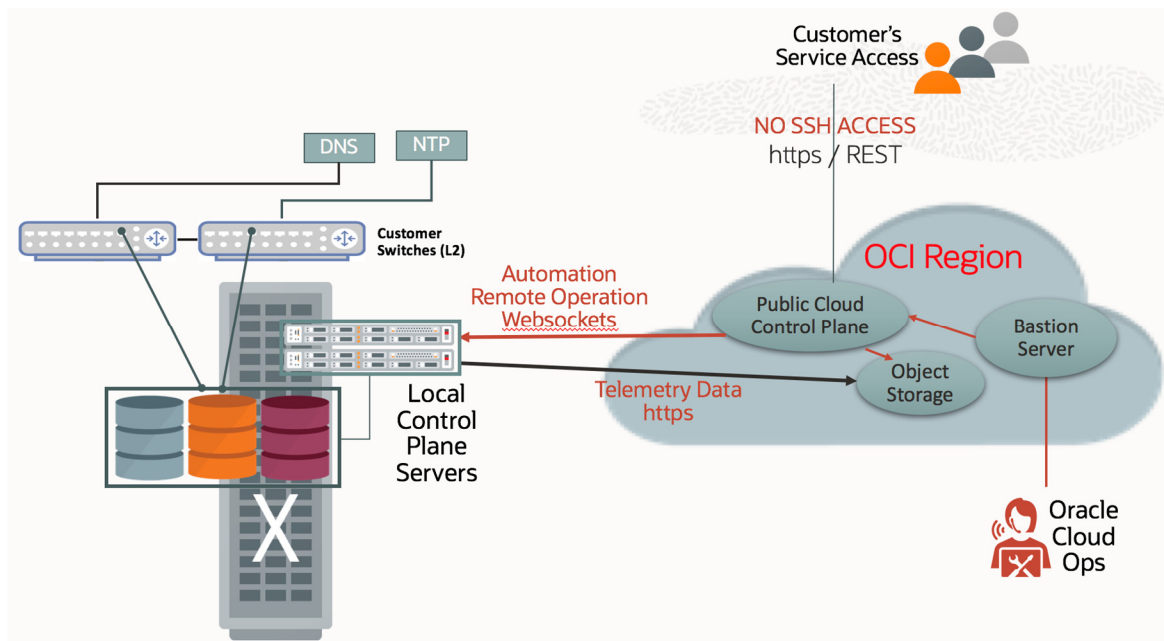 Customer's
Service Access
NO SSH ACCESS
https / REST
DNS
NTP
Customer
Switches (L2)
OCI Region
Automation
Remote Operation
Websockets
Public Cloud
Control Plane
Bastion
Server
Object
Storage
Telemetry Data
https
Local
Control
Plane
Servers
X
Oracle
Cloud
Ops